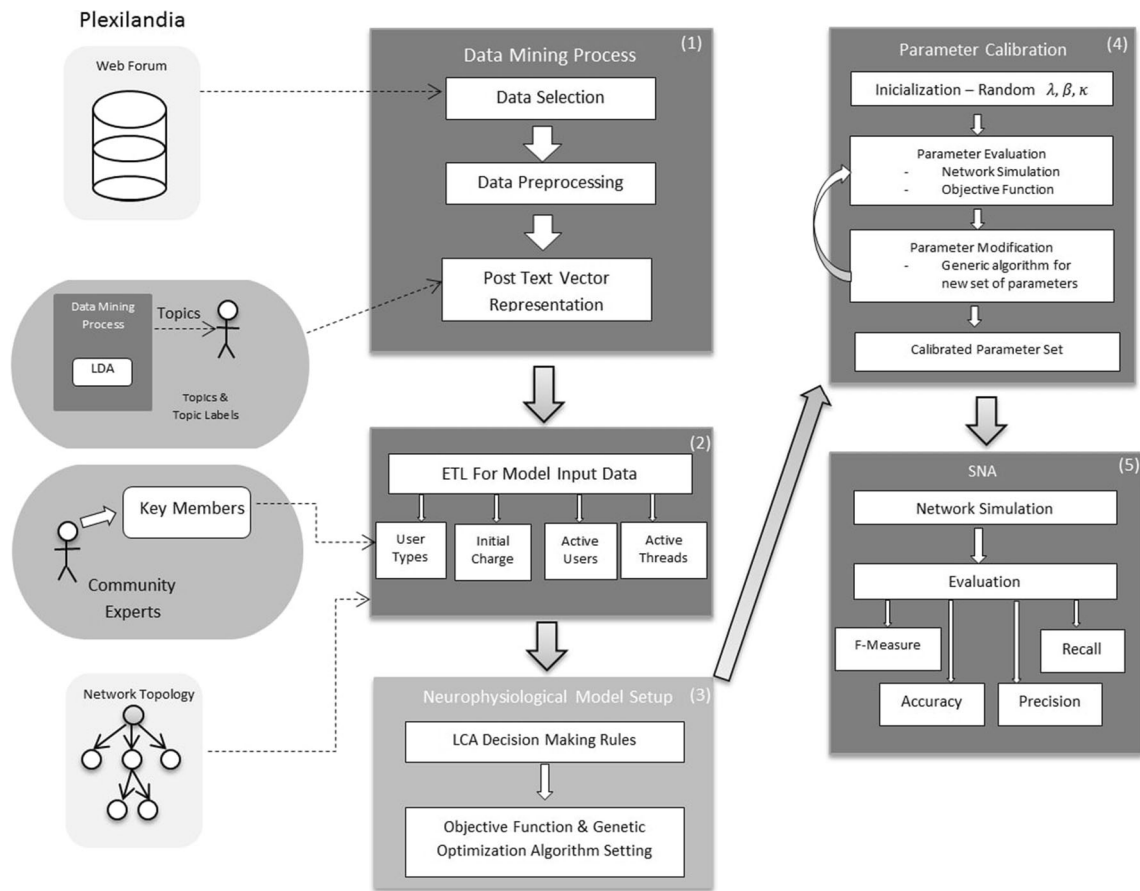 Plexilandia
Web Forum
Data Mining
Process
Topics
LDA
Topics &
Topic Labels
Key Members
Community
Experts
Network Topology
(1)
Data Mining Process
Data Selection
Data Preprocessing
Post Text Vector
Representation
(2)
ETL For Model Input Data
User
Types
Initial
Charge
Active
Users
Active
Threads
Neurophysiological Model Setup
(3)
LCA Decision Making Rules
Objective Function & Genetic
Optimization Algorithm Setting
Parameter Calibration
(4)
Inicialization – Random λ, β, κ
Parameter Evaluation
- Network Simulation
- Objective Function
Parameter Modification
- Generic algorithm for
new set of parameters
Calibrated Parameter Set
SNA
(5)
Network Simulation
Evaluation
F-Measure
Recall
Accuracy
Precision